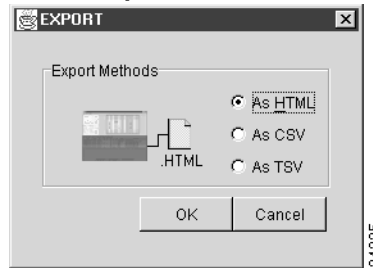 EXPORT
Export Methods
As HTML
As CSV
.HTML
As TSV
OK
Cancel